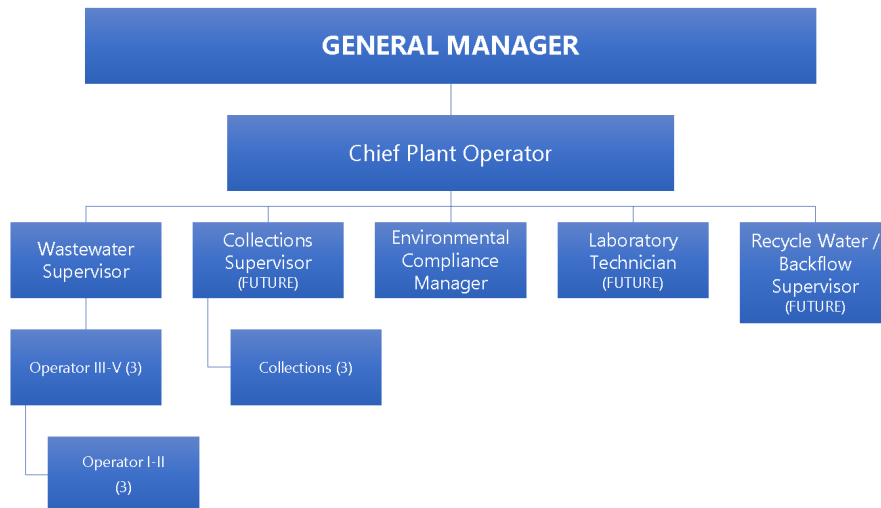 GENERAL MANAGER
Chief Plant Operator
Wastewater
Supervisor
Collections
Supervisor
(FUTURE)
Environmental
Compliance
Manager
Laboratory
Technician
(FUTURE)
Recycle Water /
Backflow
Supervisor
(FUTURE)
Operator III-V (3)
Collections (3)
Operator I-II
(3)